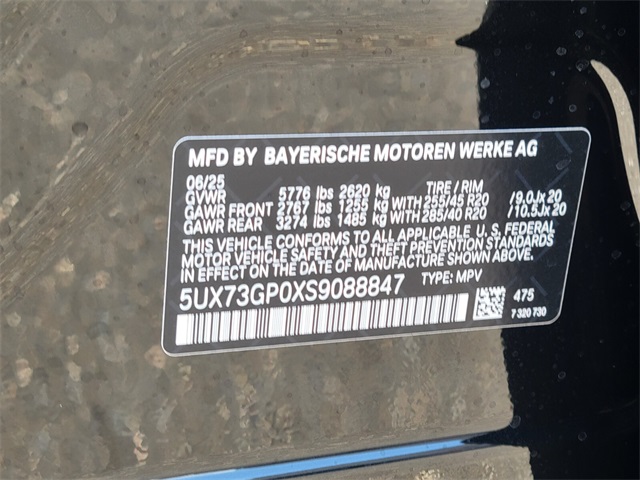 MFD BY BAYERISCHE MOTOREN WERKE AG
06/25 TIRE / RIM
GVWR 5776 lbs 2620 kg
GAWR FRONT 2767 lbs 1255 kg WITH 255/45 R20 / 9.0Jx 20
GAWR REAR 3274 lbs 1485 kg WITH 285/40 R20 / 10.5Jx 20
THIS VEHICLE CONFORMS TO ALL APPLICABLE U. S. FEDERAL
MOTOR VEHICLE SAFETY AND THEFT PREVENTION STANDARDS
IN EFFECT ON THE DATE OF MANUFACTURE SHOWN ABOVE.
5UX73GP0XS9088847 TYPE: MPV
475
7 320 730